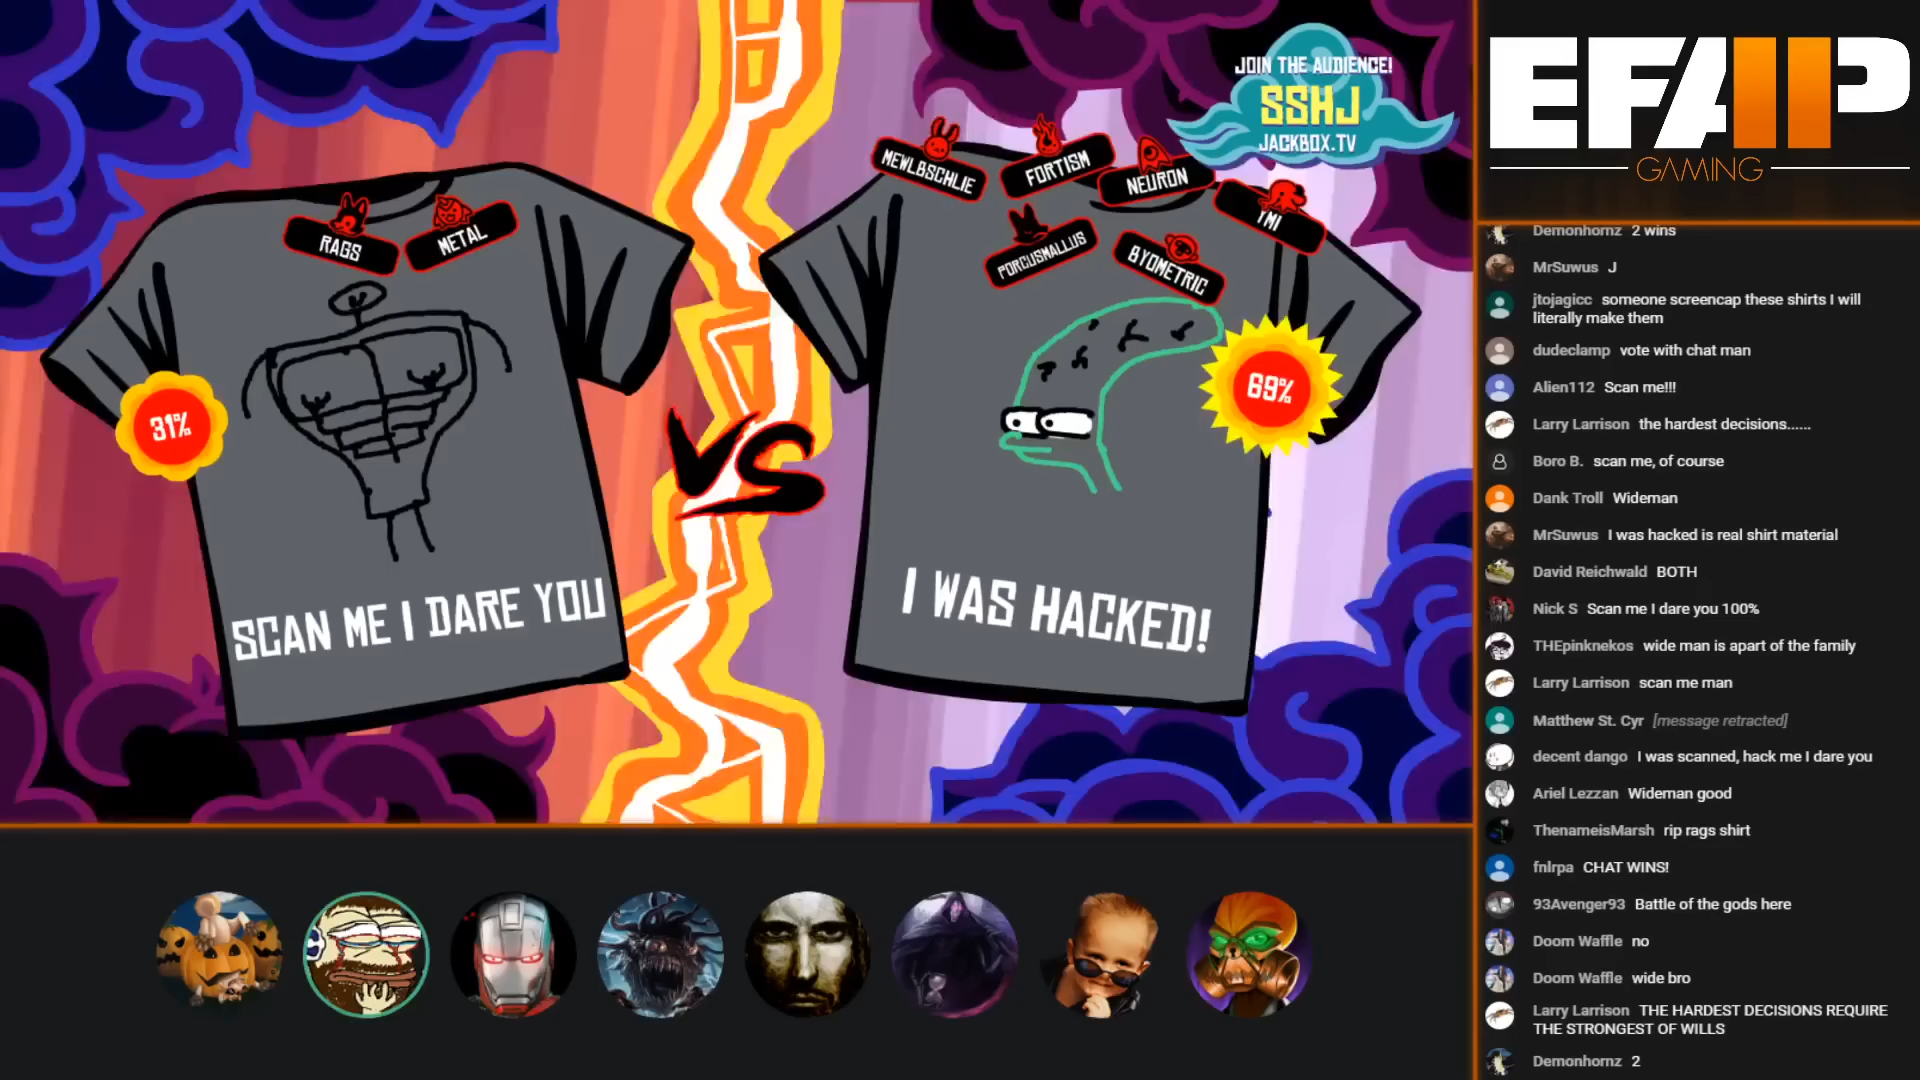 JOIN THE AUDIENCE!
SSHJ
JACKBOX.TV
RAGS
METAL
MEWLBSCHLIE
FORTISM
NEURON
TMI
PORCUSMALLUS
BYOMETRIC
31%
69%
VS
SCAN ME I DARE YOU
I WAS HACKED!
EFAP
GAMING
Demonhornz 2 wins
MrSuwus J
jtojagicc someone screencap these shirts I will
literally make them
dudeclamp vote with chat man
Alien112 Scan me!!!
Larry Larrison the hardest decisions......
Boro B. scan me, of course
Dank Troll Wideman
MrSuwus I was hacked is real shirt material
David Reichwald BOTH
Nick S Scan me I dare you 100%
THEpinknekos wide man is apart of the family
Larry Larrison scan me man
Matthew St. Cyr [message retracted]
decent dango I was scanned, hack me I dare you
Ariel Lezzan Wideman good
ThenameisMarsh rip rags shirt
fnlrpa CHAT WINS!
93Avenger93 Battle of the gods here
Doom Waffle no
Doom Waffle wide bro
Larry Larrison THE HARDEST DECISIONS REQUIRE
THE STRONGEST OF WILLS
Demonhornz 2